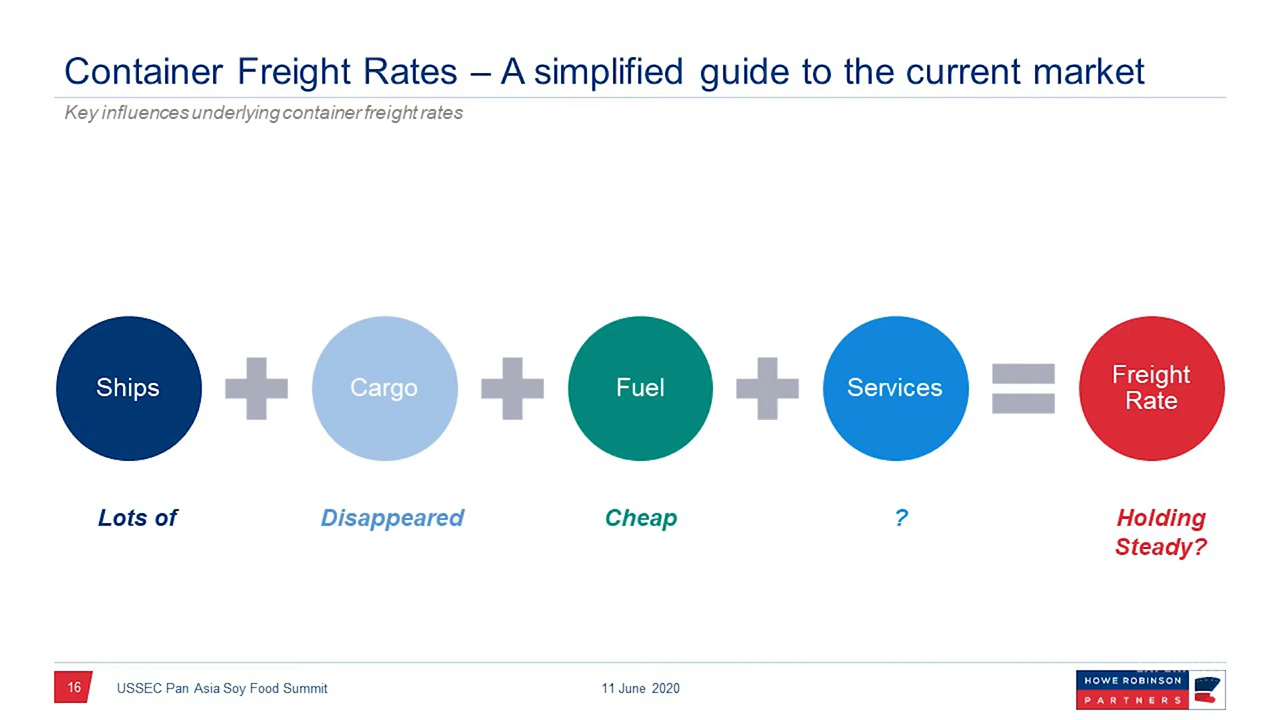 Container Freight Rates – A simplified guide to the current market
Key influences underlying container freight rates
Ships
Cargo
Fuel
Services
Freight
Rate
Lots of
Disappeared
Cheap
?
Holding
Steady?
16
USSEC Pan Asia Soy Food Summit
11 June 2020
HOWE ROBINSON
PARTNERS